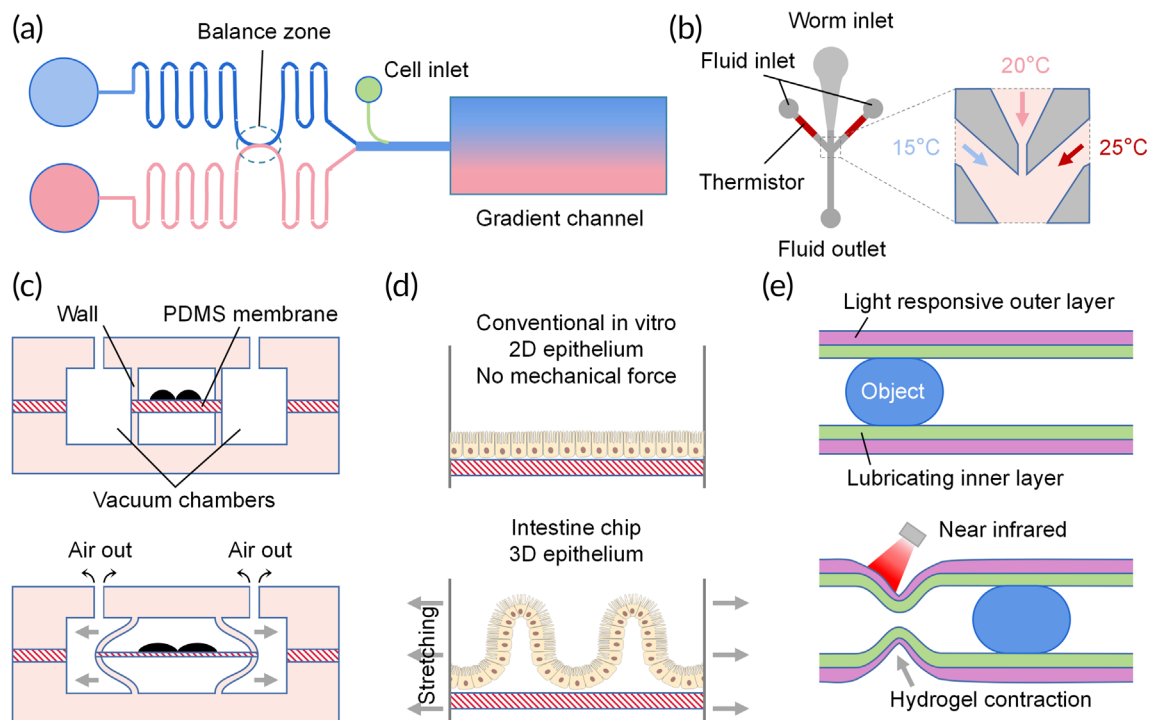 (a)
Balance zone
Cell inlet
Gradient channel
(b)
Worm inlet
Fluid inlet
Thermistor
Fluid outlet
20°C
15°C
25°C
(c)
Wall
PDMS membrane
Vacuum chambers
Air out
Air out
(d)
Conventional in vitro
2D epithelium
No mechanical force
Intestine chip
3D epithelium
Stretching
(e)
Light responsive outer layer
Object
Lubricating inner layer
Near infrared
Hydrogel contraction